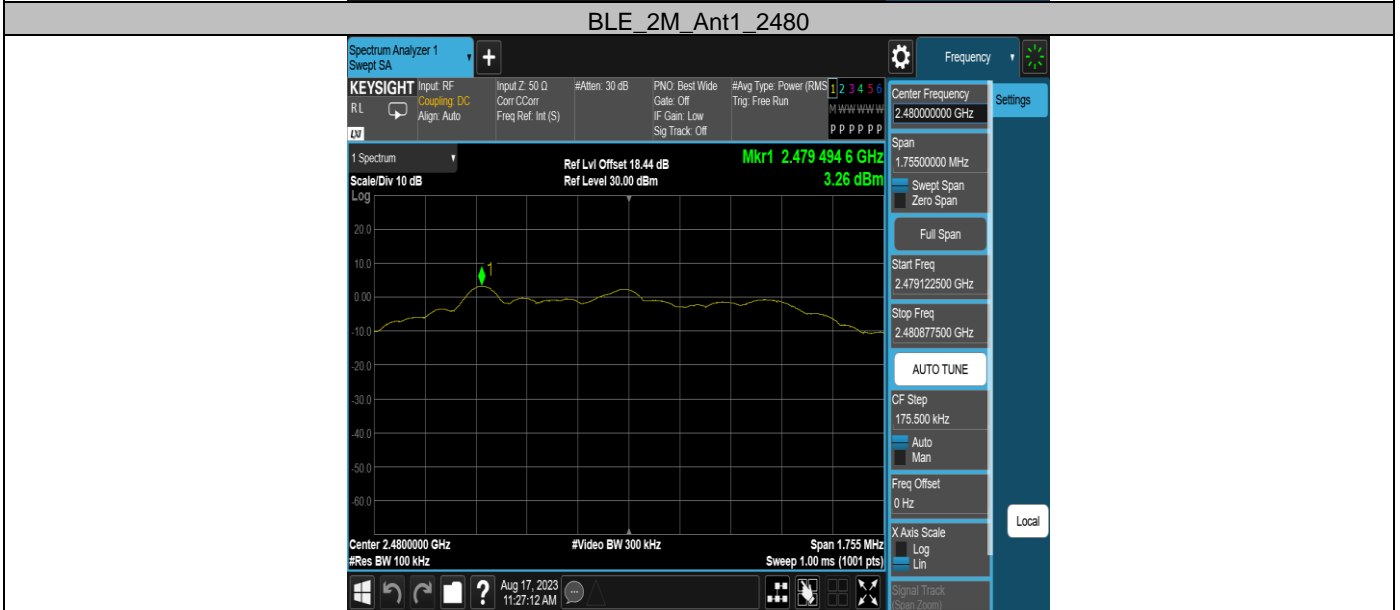 BLE_2M_Ant1_2480
Spectrum Analyzer 1
Swept SA
+
Frequency
KEYSIGHT
RL
LXI
Input: RF
Coupling: DC
Align: Auto
Input Z: 50 Ω
Corr CCorr
Freq Ref: Int (S)
#Atten: 30 dB
PNO: Best Wide
Gate: Off
IF Gain: Low
Sig Track: Off
#Avg Type: Power (RMS
Trig: Free Run
1 2 3 4 5 6
M W W W W W
P P P P P P
1 Spectrum
Scale/Div 10 dB
Log
Ref Lvl Offset 18.44 dB
Ref Level 30.00 dBm
Mkr1 2.479 494 6 GHz
3.26 dBm
20.0
10.0
0.00
-10.0
-20.0
-30.0
-40.0
-50.0
-60.0
1
Center 2.4800000 GHz
#Res BW 100 kHz
#Video BW 300 kHz
Span 1.755 MHz
Sweep 1.00 ms (1001 pts)
?
Aug 17, 2023
11:27:12 AM
Center Frequency
2.480000000 GHz
Span
1.75500000 MHz
Swept Span
Zero Span
Full Span
Start Freq
2.479122500 GHz
Stop Freq
2.480877500 GHz
AUTO TUNE
CF Step
175.500 kHz
Auto
Man
Freq Offset
0 Hz
X Axis Scale
Log
Lin
Signal Track
(Span Zoom)
Settings
Local